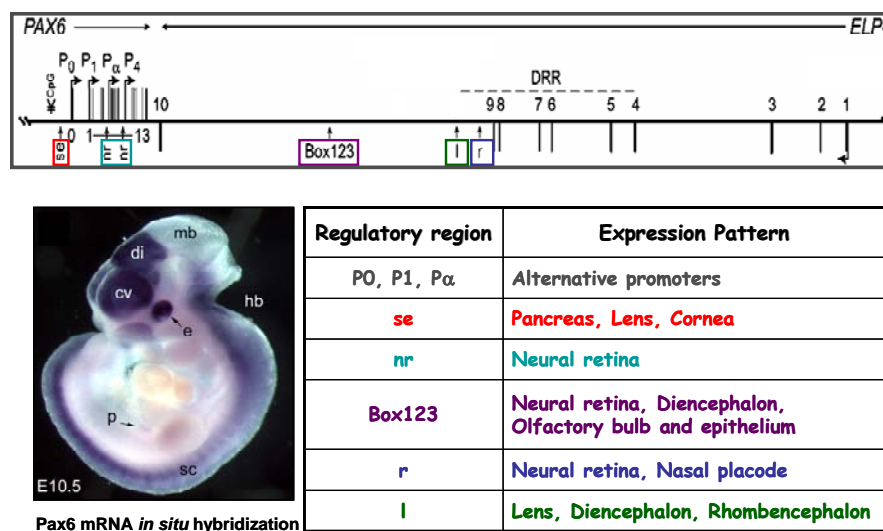 PAX6 ELP
P0 P1 Pα P4
CpG
DRR
10 9 8 7 6 5 4 3 2 1
0 1 13
se nr nr Box123 l r
mb
di
cv
hb
e
p
sc
E10.5
Pax6 mRNA in situ hybridization
Regulatory region Expression Pattern
P0, P1, Pα Alternative promoters
se Pancreas, Lens, Cornea
nr Neural retina
Box123 Neural retina, Diencephalon,
Olfactory bulb and epithelium
r Neural retina, Nasal placode
l Lens, Diencephalon, Rhombencephalon